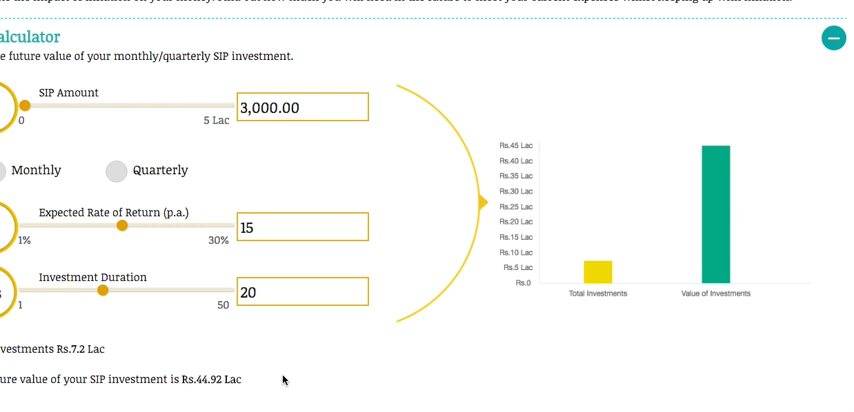 alculator
e future value of your monthly/quarterly SIP investment.
SIP Amount
3,000.00
0 5 Lac
Monthly Quarterly
Expected Rate of Return (p.a.)
15
1% 30%
Investment Duration
20
1 50
vestments Rs.7.2 Lac
ure value of your SIP investment is Rs.44.92 Lac
Rs.45 Lac
Rs.40 Lac
Rs.35 Lac
Rs.30 Lac
Rs.25 Lac
Rs.20 Lac
Rs.15 Lac
Rs.10 Lac
Rs.5 Lac
Rs.0
Total Investments Value of Investments